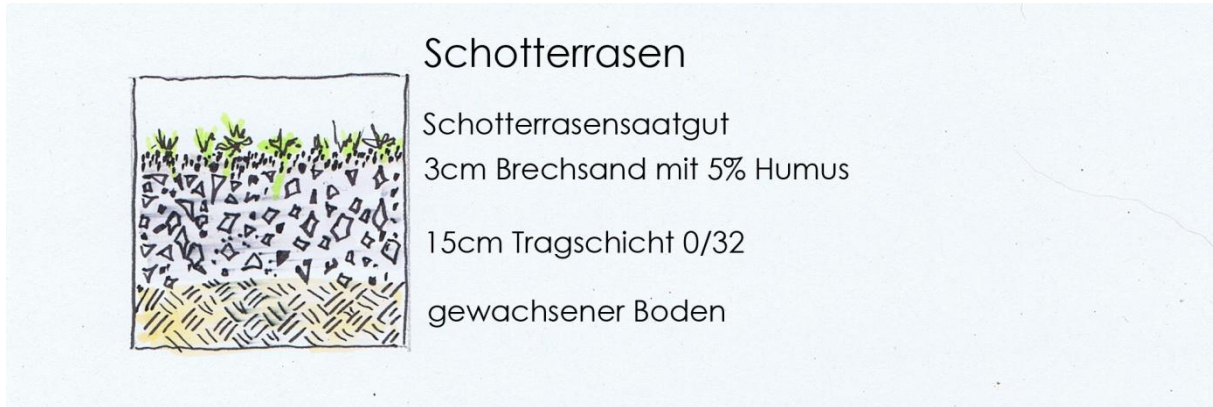 Schotterrasen
Schotterrasensaatgut
3cm Brechsand mit 5% Humus
15cm Tragschicht 0/32
gewachsener Boden